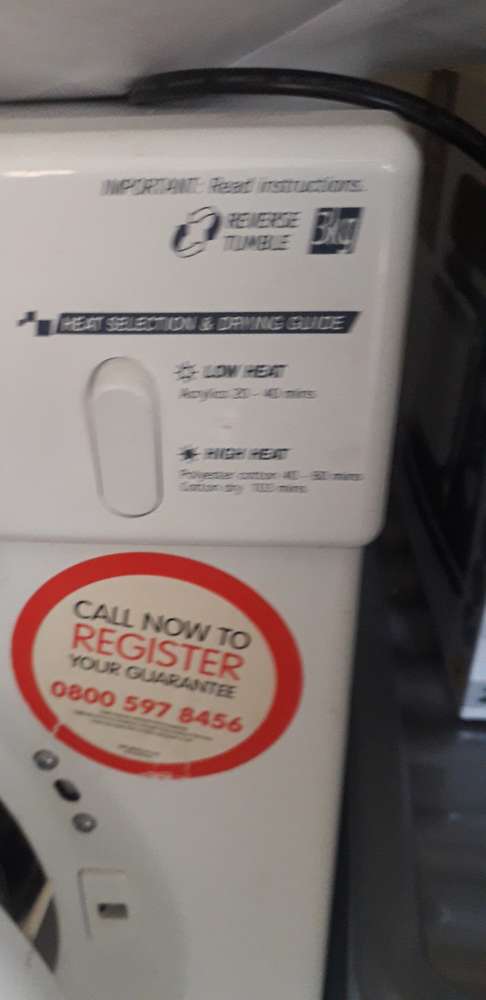 IMPORTANT: Read instructions.
REVERSE
TUMBLE
3kg
HEAT SELECTION & DRYING GUIDE
LOW HEAT
Acrylics 20 - 40 mins
HIGH HEAT
Polyester cotton 40 - 80 mins
Cotton dry 100 mins
CALL NOW TO
REGISTER
YOUR GUARANTEE
0800 597 8456